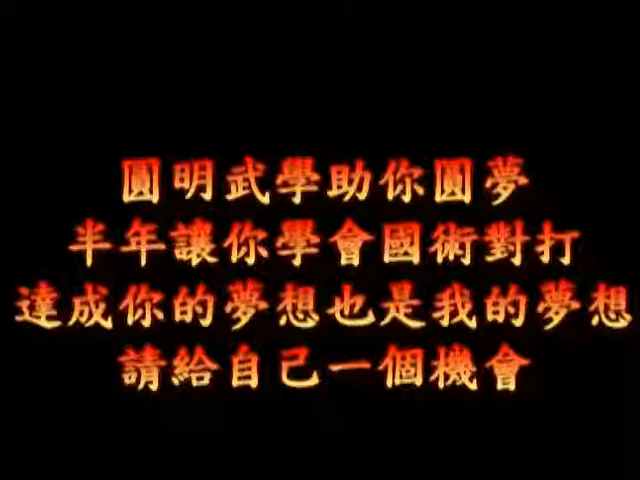 圓明武學助你圓夢
半年讓你學會國術對打
達成你的夢想也是我的夢想
請給自己一個機會